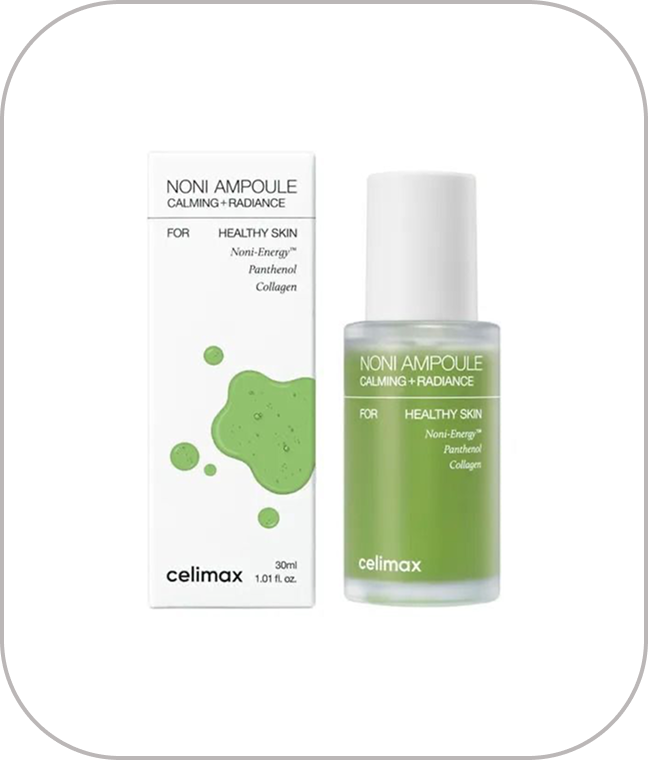 NONI AMPOULE
CALMING+RADIANCE
FOR HEALTHY SKIN
Noni-Energy™
Panthenol
Collagen
celimax
30ml
1.01 fl. oz.
NONI AMPOULE
CALMING+RADIANCE
FOR HEALTHY SKIN
Noni-Energy™
Panthenol
Collagen
celimax